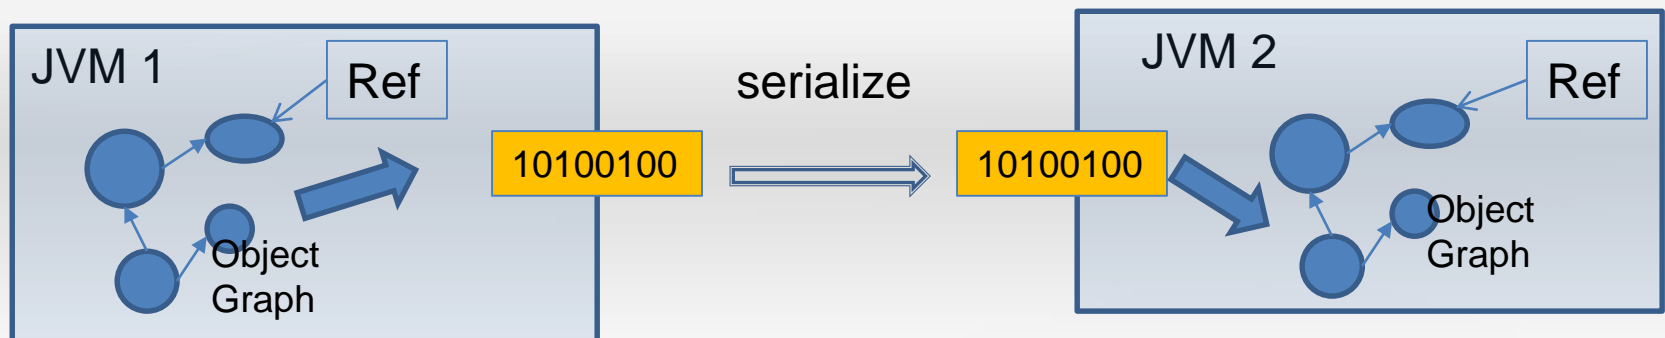 JVM 1
Ref
10100100
Object
Graph
serialize
JVM 2
Ref
10100100
Object
Graph